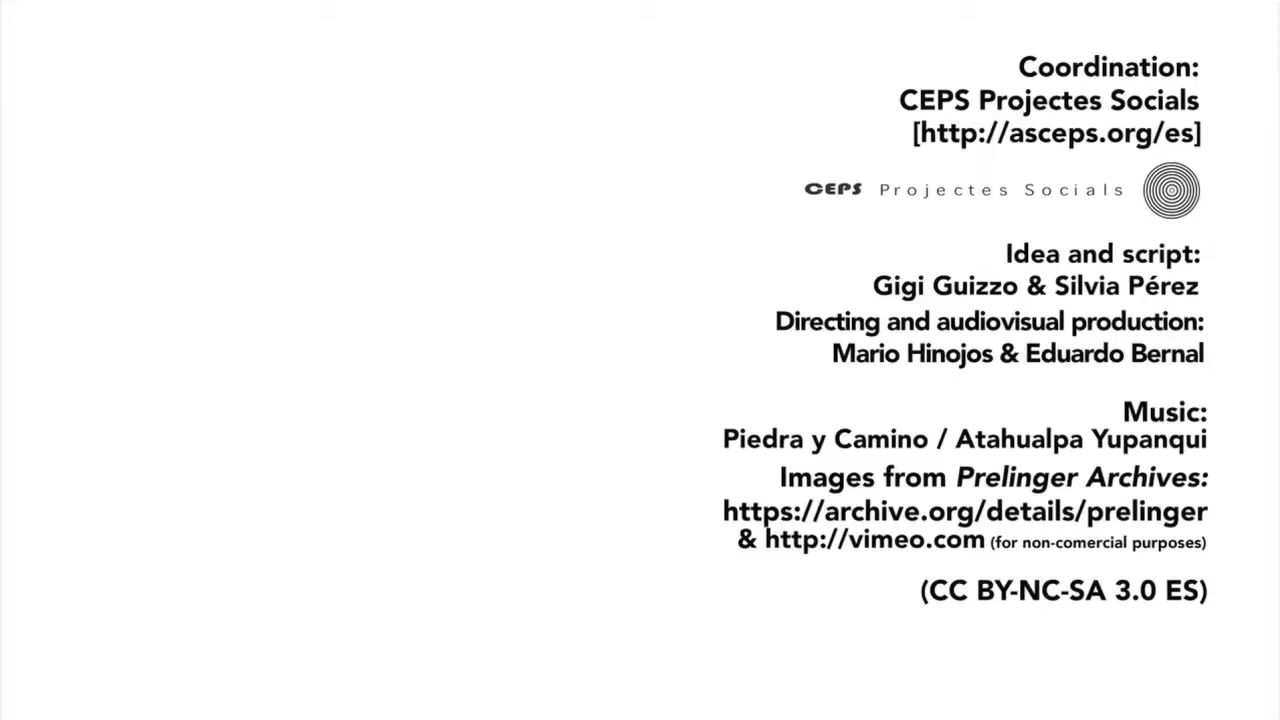 Coordination:
CEPS Projectes Socials
[http://asceps.org/es]
CEPS Projectes Socials
Idea and script:
Gigi Guizzo & Silvia Pérez
Directing and audiovisual production:
Mario Hinojos & Eduardo Bernal
Music:
Piedra y Camino / Atahualpa Yupanqui
Images from Prelinger Archives:
https://archive.org/details/prelinger
& http://vimeo.com (for non-comercial purposes)
(CC BY-NC-SA 3.0 ES)